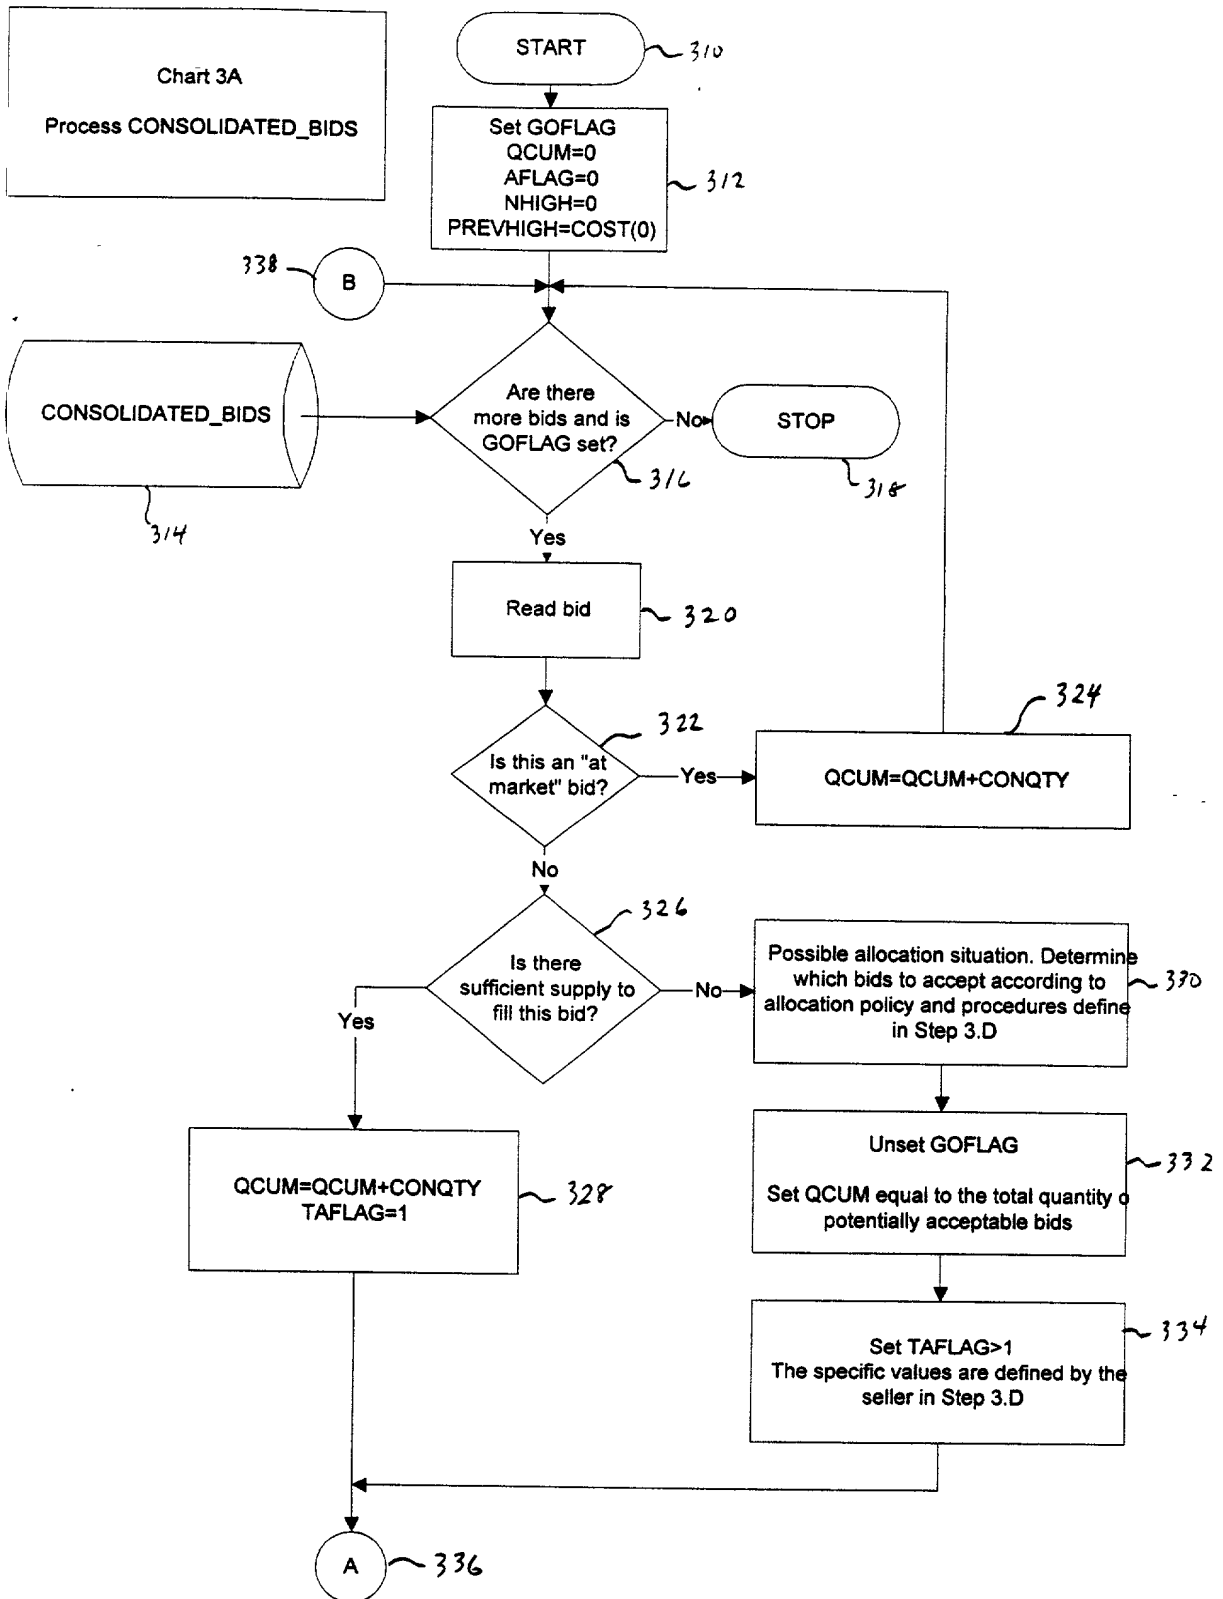 Chart 3A
Process CONSOLIDATED_BIDS
START
310
Set GOFLAG
QCUM=0
AFLAG=0
NHIGH=0
PREVHIGH=COST(0)
312
338
B
CONSOLIDATED_BIDS
314
Are there
more bids and is
GOFLAG set?
316
No
STOP
318
Yes
Read bid
320
Is this an "at
market" bid?
322
Yes
324
QCUM=QCUM+CONQTY
No
326
Is there
sufficient supply to
fill this bid?
No
Possible allocation situation. Determine
which bids to accept according to
allocation policy and procedures define
in Step 3.D
330
Yes
QCUM=QCUM+CONQTY
TAFLAG=1
328
Unset GOFLAG
Set QCUM equal to the total quantity o
potentially acceptable bids
332
Set TAFLAG>1
The specific values are defined by the
seller in Step 3.D
334
A
336